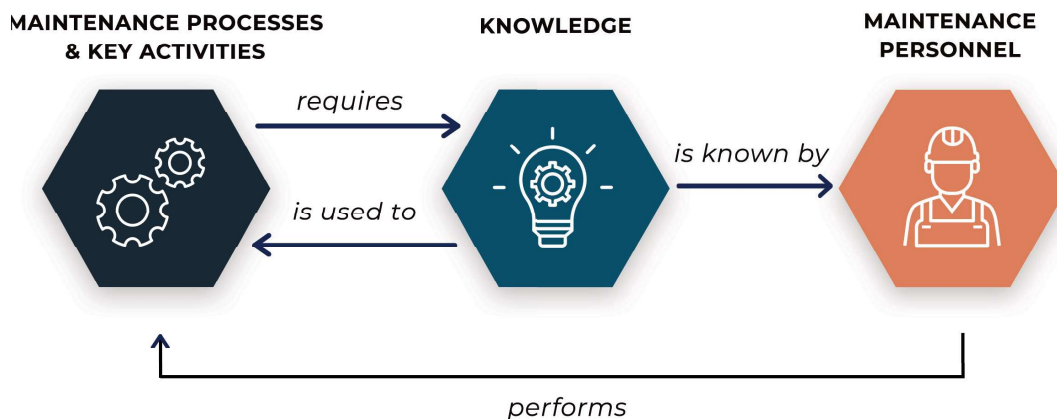 MAINTENANCE PROCESSES
& KEY ACTIVITIES
KNOWLEDGE
MAINTENANCE
PERSONNEL
requires
is known by
is used to
performs